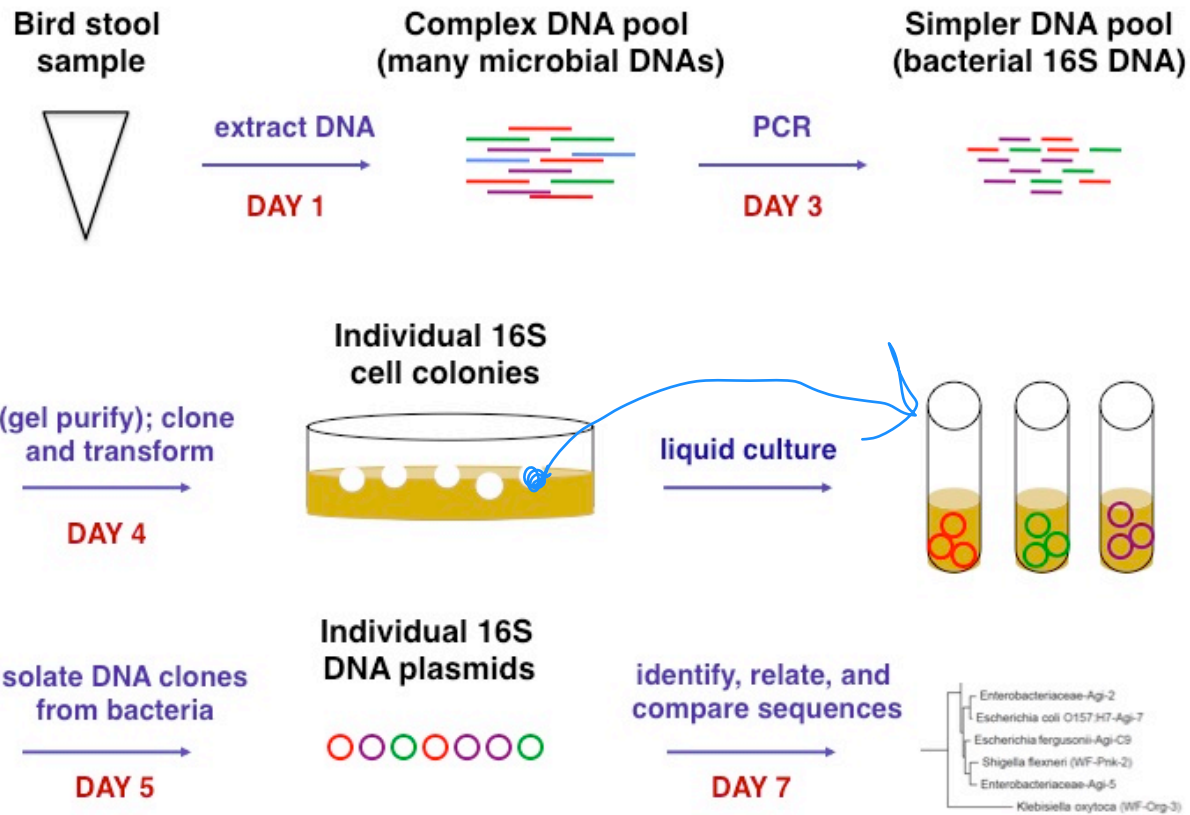 Bird stool
sample
Complex DNA pool
(many microbial DNAs)
Simpler DNA pool
(bacterial 16S DNA)
extract DNA
DAY 1
PCR
DAY 3
Individual 16S
cell colonies
(gel purify); clone
and transform
DAY 4
liquid culture
Individual 16S
DNA plasmids
solate DNA clones
from bacteria
DAY 5
identify, relate, and
compare sequences
DAY 7
Enterobacteriaceae-Agi-2
Escherichia coli O157:H7-Agi-7
Escherichia fergusonii-Agi-C9
Shigella flexneri (WF-Pnk-2)
Enterobacteriaceae-Agi-5
Klebisiella oxytoca (WF-Org-3)